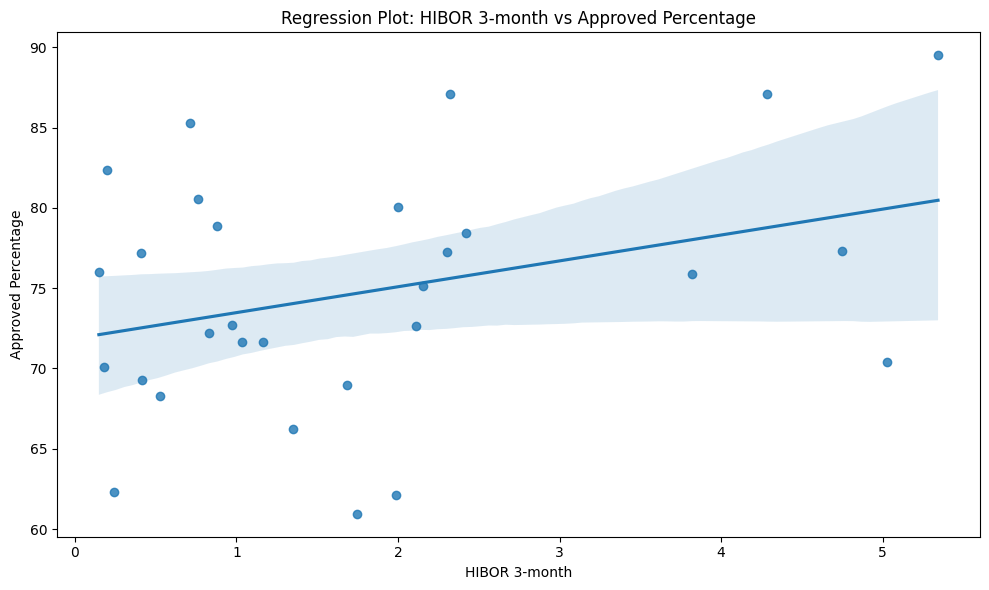 Regression Plot: HIBOR 3-month vs Approved Percentage
Approved Percentage
90
85
80
75
70
65
60
0 1 2 3 4 5
HIBOR 3-month